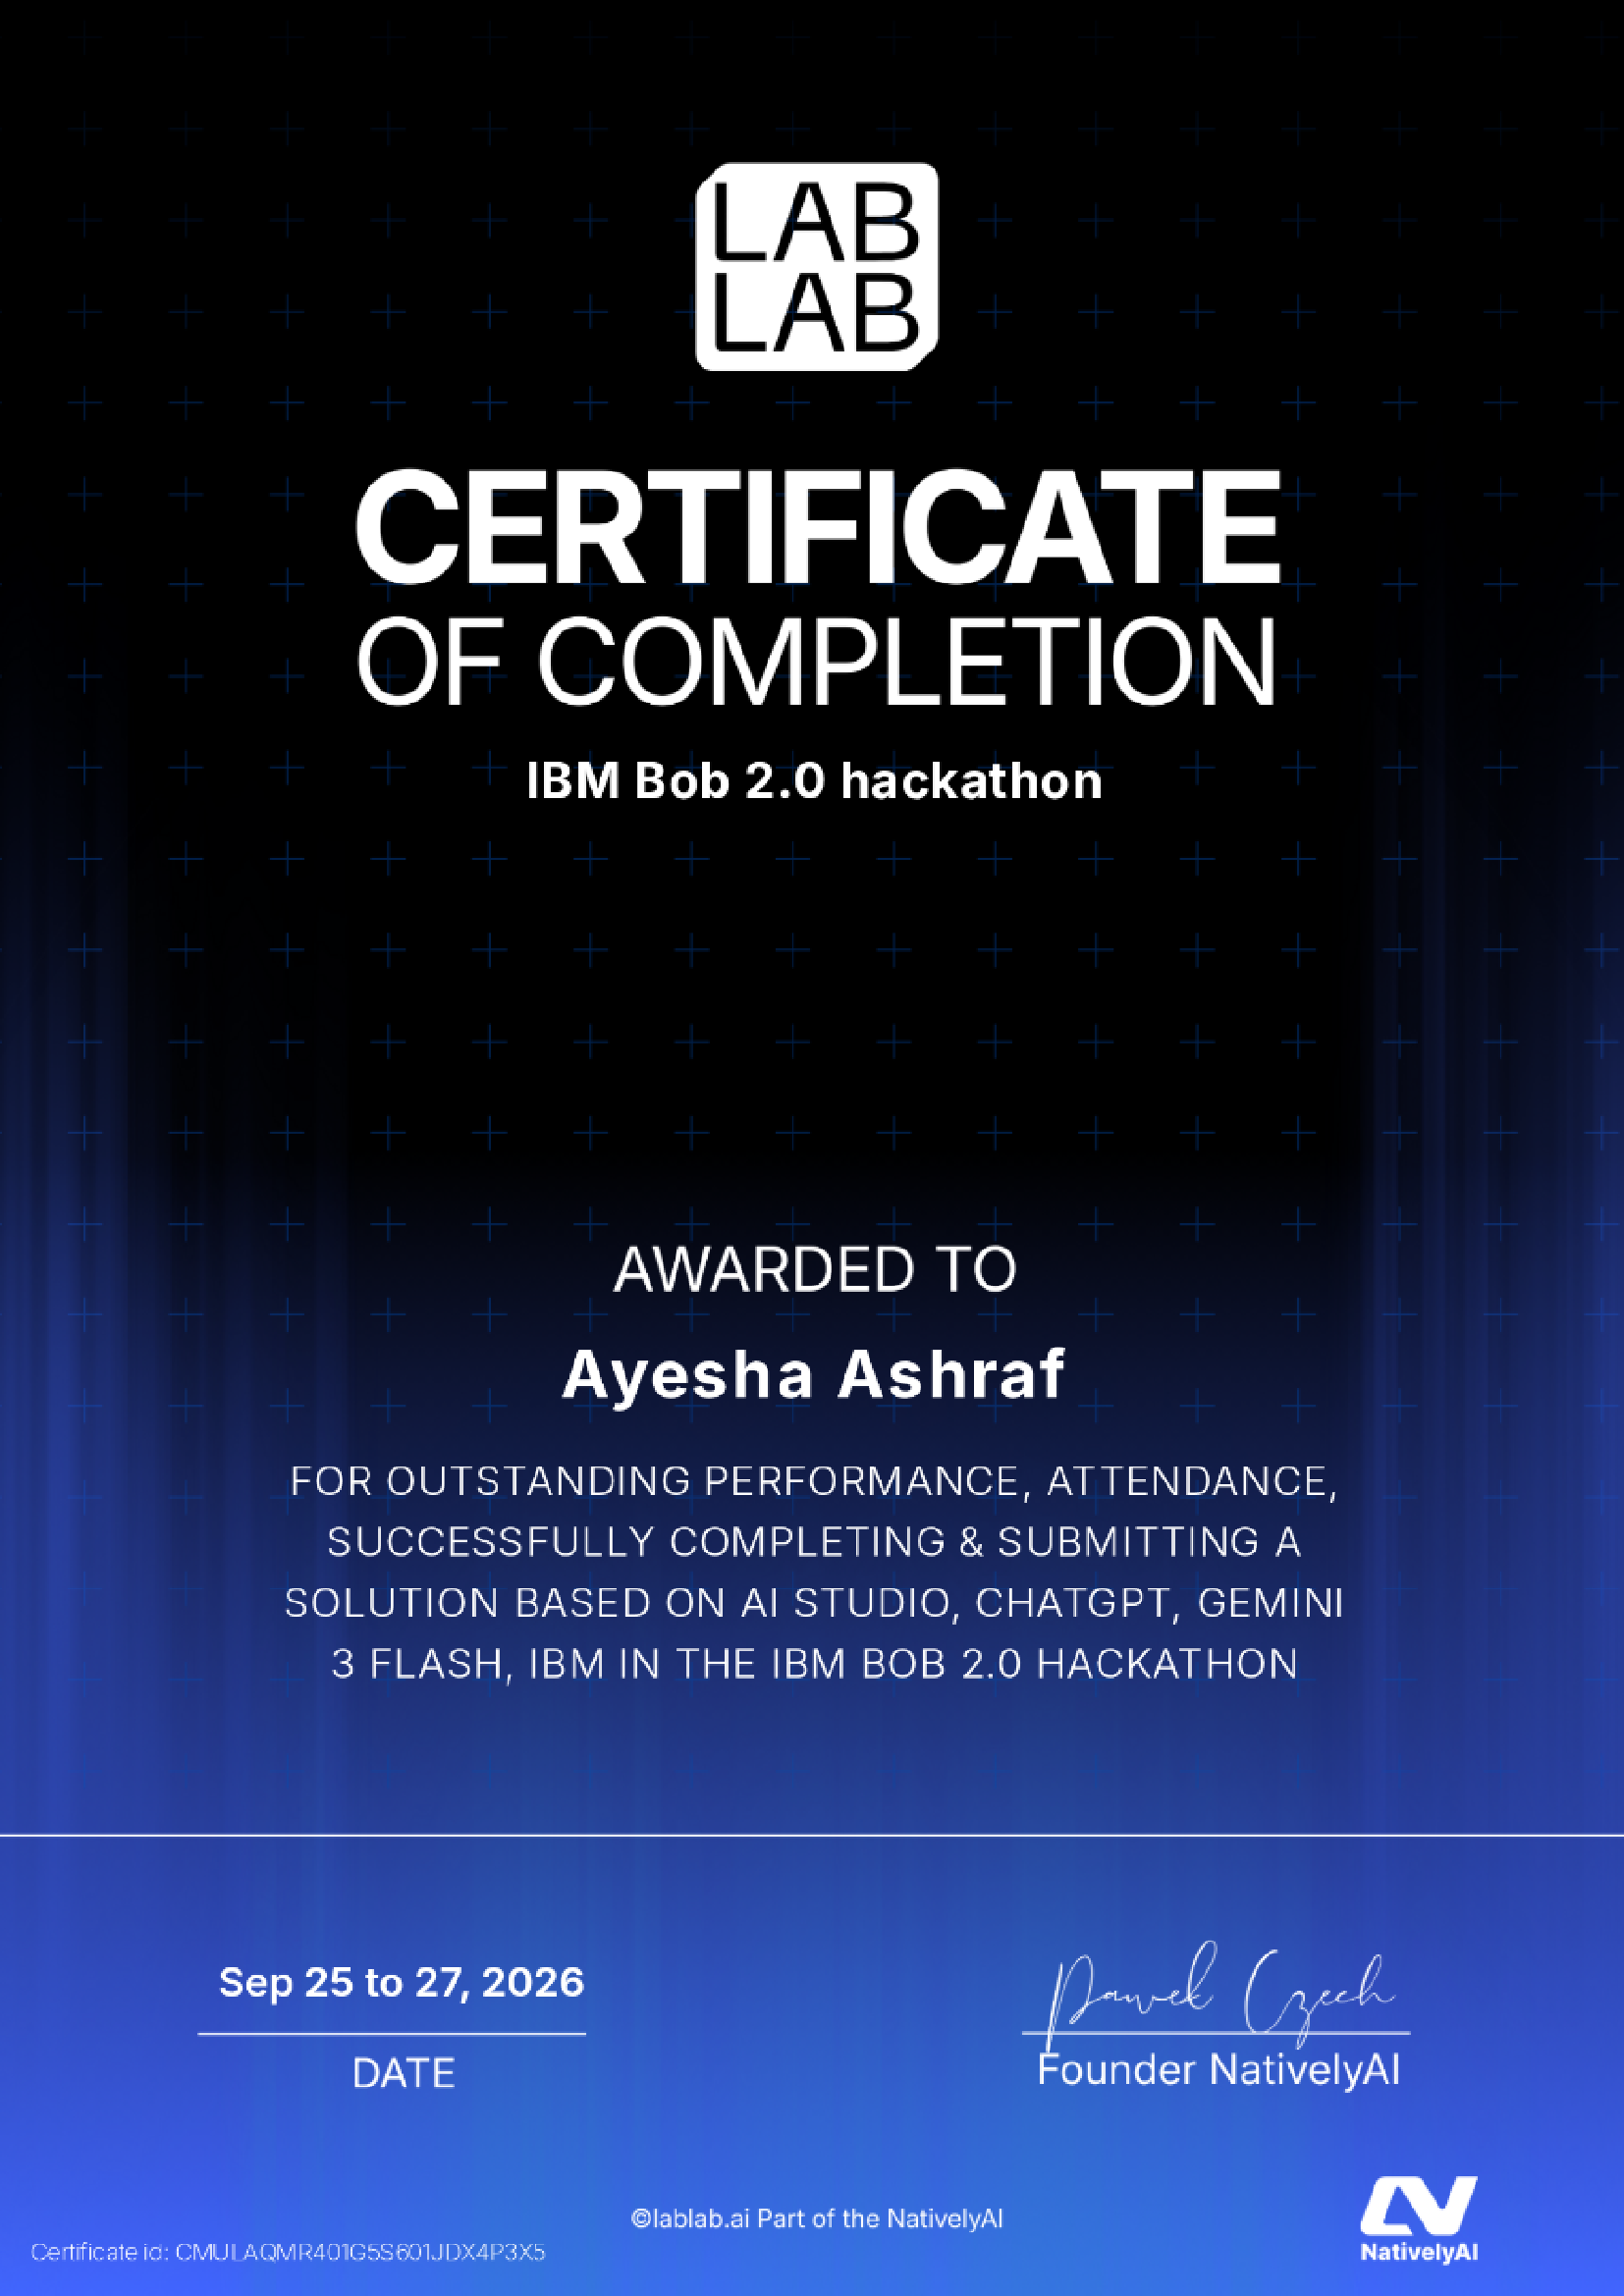 LAB
LAB
CERTIFICATE
OF COMPLETION
IBM Bob 2.0 hackathon
AWARDED TO
Ayesha Ashraf
FOR OUTSTANDING PERFORMANCE, ATTENDANCE,
SUCCESSFULLY COMPLETING & SUBMITTING A
SOLUTION BASED ON AI STUDIO, CHATGPT, GEMINI
3 FLASH, IBM IN THE IBM BOB 2.0 HACKATHON
Sep 25 to 27, 2026
DATE
Pawel Czech
Founder NativelyAI
©lablab.ai Part of the NativelyAI
NativelyAI
Certificate id: CMULAQMR401G5S601JDX4P3X5